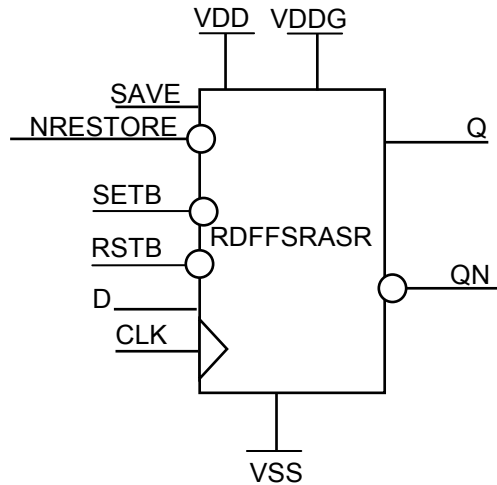 VDD VDDG
SAVE
NRESTORE
Q
SETB
RDFFSRASR
RSTB
QN
D
CLK
VSS